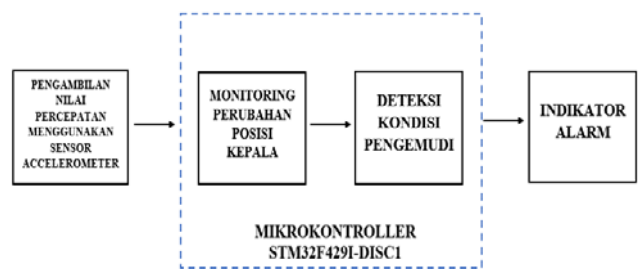 PENGAMBILAN
NILAI
PERCEPATAN
MENGGUNAKAN
SENSOR
ACCELEROMETER
MONITORING
PERUBAHAN
POSISI
KEPALA
DETEKSI
KONDISI
PENGEMUDI
INDIKATOR
ALARM
MIKROKONTROLLER
STM32F429I-DISC1